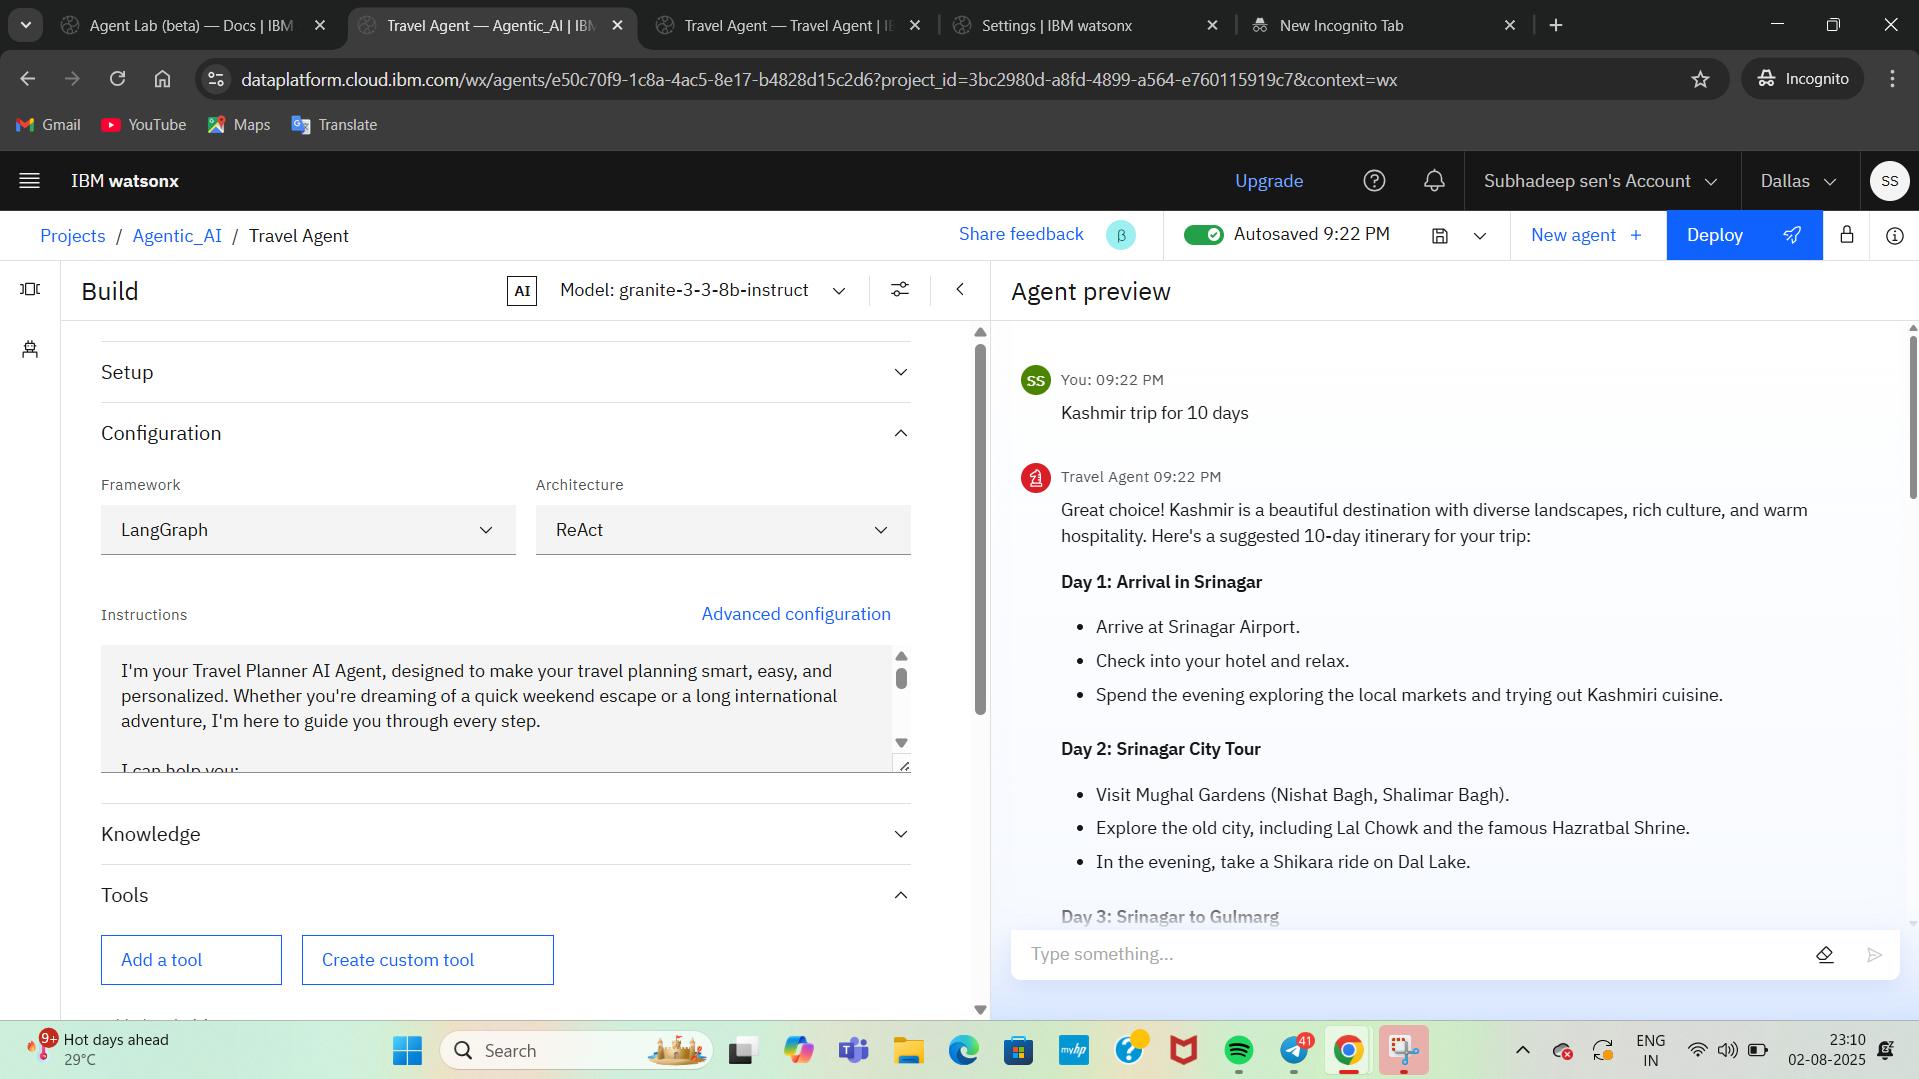 Agent Lab (beta) — Docs | IBM
Travel Agent — Agentic_AI | IBM
Travel Agent — Travel Agent | I
Settings | IBM watsonx
New Incognito Tab
dataplatform.cloud.ibm.com/wx/agents/e50c70f9-1c8a-4ac5-8e17-b4828d15c2d6?project_id=3bc2980d-a8fd-4899-a564-e760115919c7&context=wx
Incognito
Gmail
YouTube
Maps
Translate
IBM watsonx
Upgrade
Subhadeep sen's Account
Dallas
SS
Projects / Agentic_AI / Travel Agent
Share feedback
β
Autosaved 9:22 PM
New agent +
Deploy
Build
AI
Model: granite-3-3-8b-instruct
Agent preview
Setup
Configuration
Framework
Architecture
LangGraph
ReAct
Instructions
Advanced configuration
I'm your Travel Planner AI Agent, designed to make your travel planning smart, easy, and
personalized. Whether you're dreaming of a quick weekend escape or a long international
adventure, I'm here to guide you through every step.
I can help you:
Knowledge
Tools
Add a tool
Create custom tool
SS
You: 09:22 PM
Kashmir trip for 10 days
Travel Agent 09:22 PM
Great choice! Kashmir is a beautiful destination with diverse landscapes, rich culture, and warm
hospitality. Here's a suggested 10-day itinerary for your trip:
Day 1: Arrival in Srinagar
• Arrive at Srinagar Airport.
• Check into your hotel and relax.
• Spend the evening exploring the local markets and trying out Kashmiri cuisine.
Day 2: Srinagar City Tour
• Visit Mughal Gardens (Nishat Bagh, Shalimar Bagh).
• Explore the old city, including Lal Chowk and the famous Hazratbal Shrine.
• In the evening, take a Shikara ride on Dal Lake.
Day 3: Srinagar to Gulmarg
Type something...
9+
Hot days ahead
29°C
Search
myhp
41
ENG
IN
23:10
02-08-2025